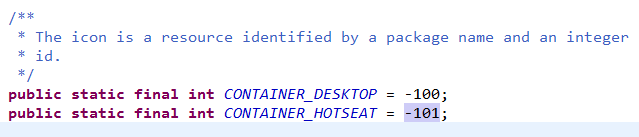 /**
* The icon is a resource identified by a package name and an integer
* id.
*/
public static final int CONTAINER_DESKTOP = -100;
public static final int CONTAINER_HOTSEAT = -101;